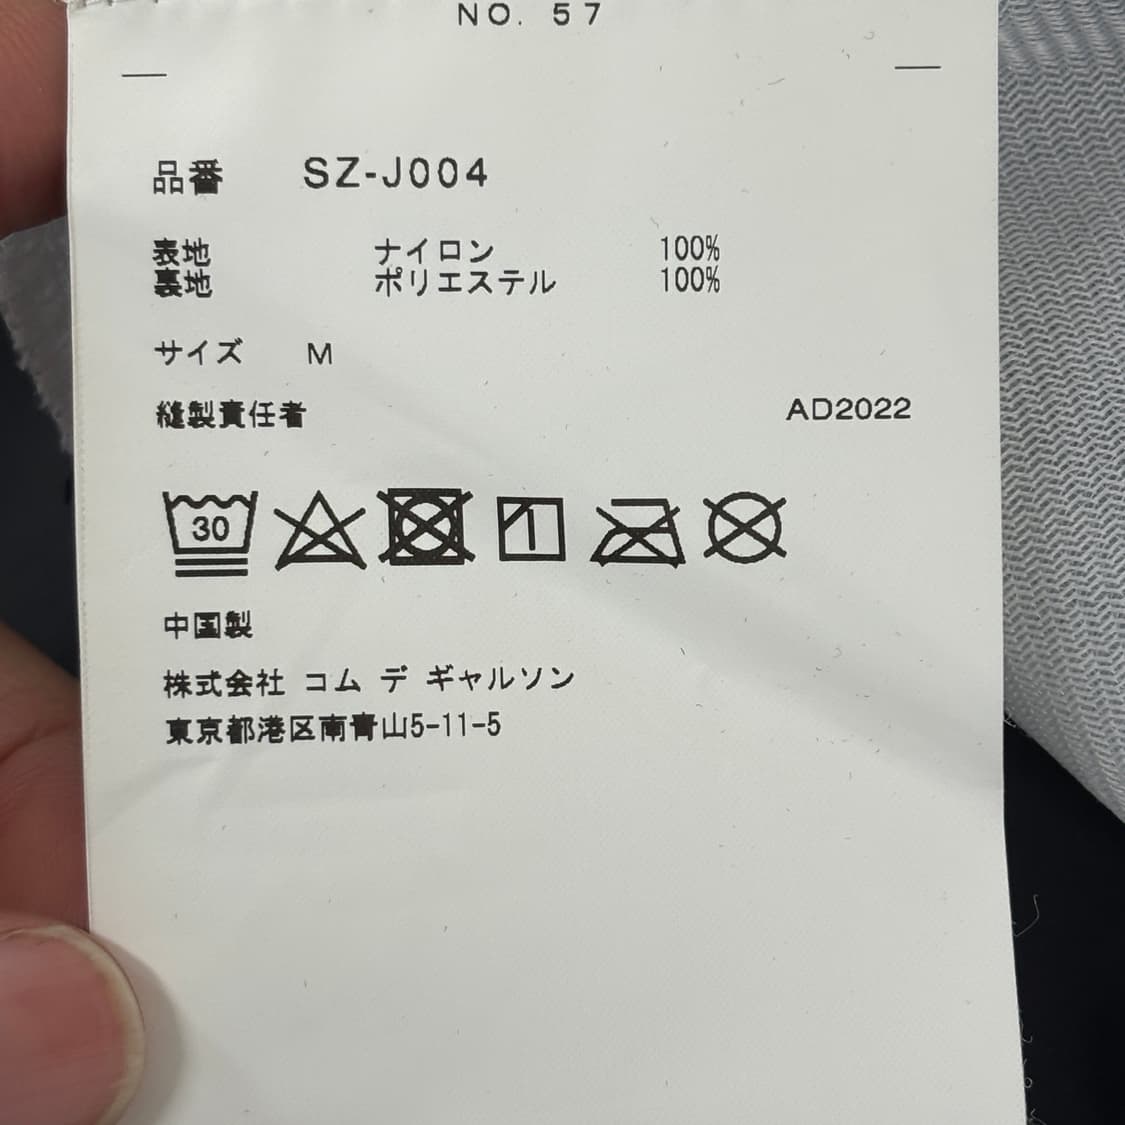 NO. 57
品番 SZ-J004
表地 ナイロン 100%
裏地 ポリエステル 100%
サイズ M
縫製責任者 AD2022
30
中国製
株式会社 コム デ ギャルソン
東京都港区南青山5-11-5